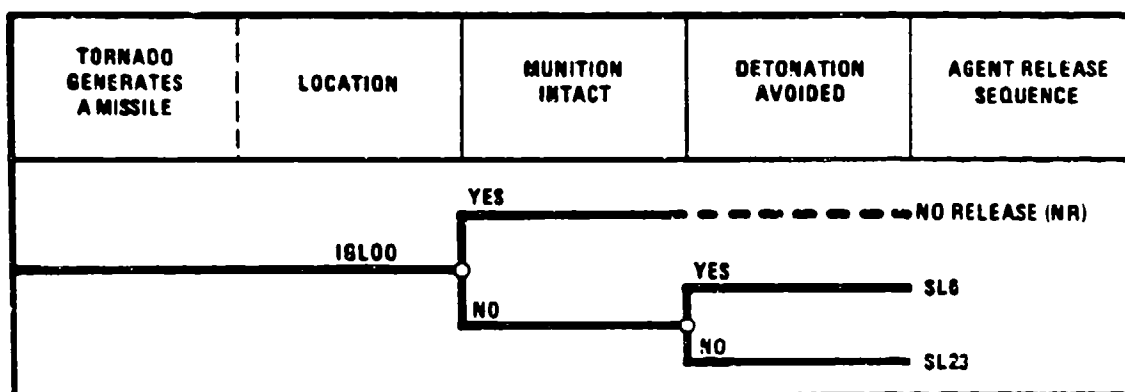 TORNADO
GENERATES
A MISSILE
LOCATION
MUNITION
INTACT
DETONATION
AVOIDED
AGENT RELEASE
SEQUENCE
YES
NO RELEASE (NR)
IGLOO
YES
SL6
NO
NO
SL23